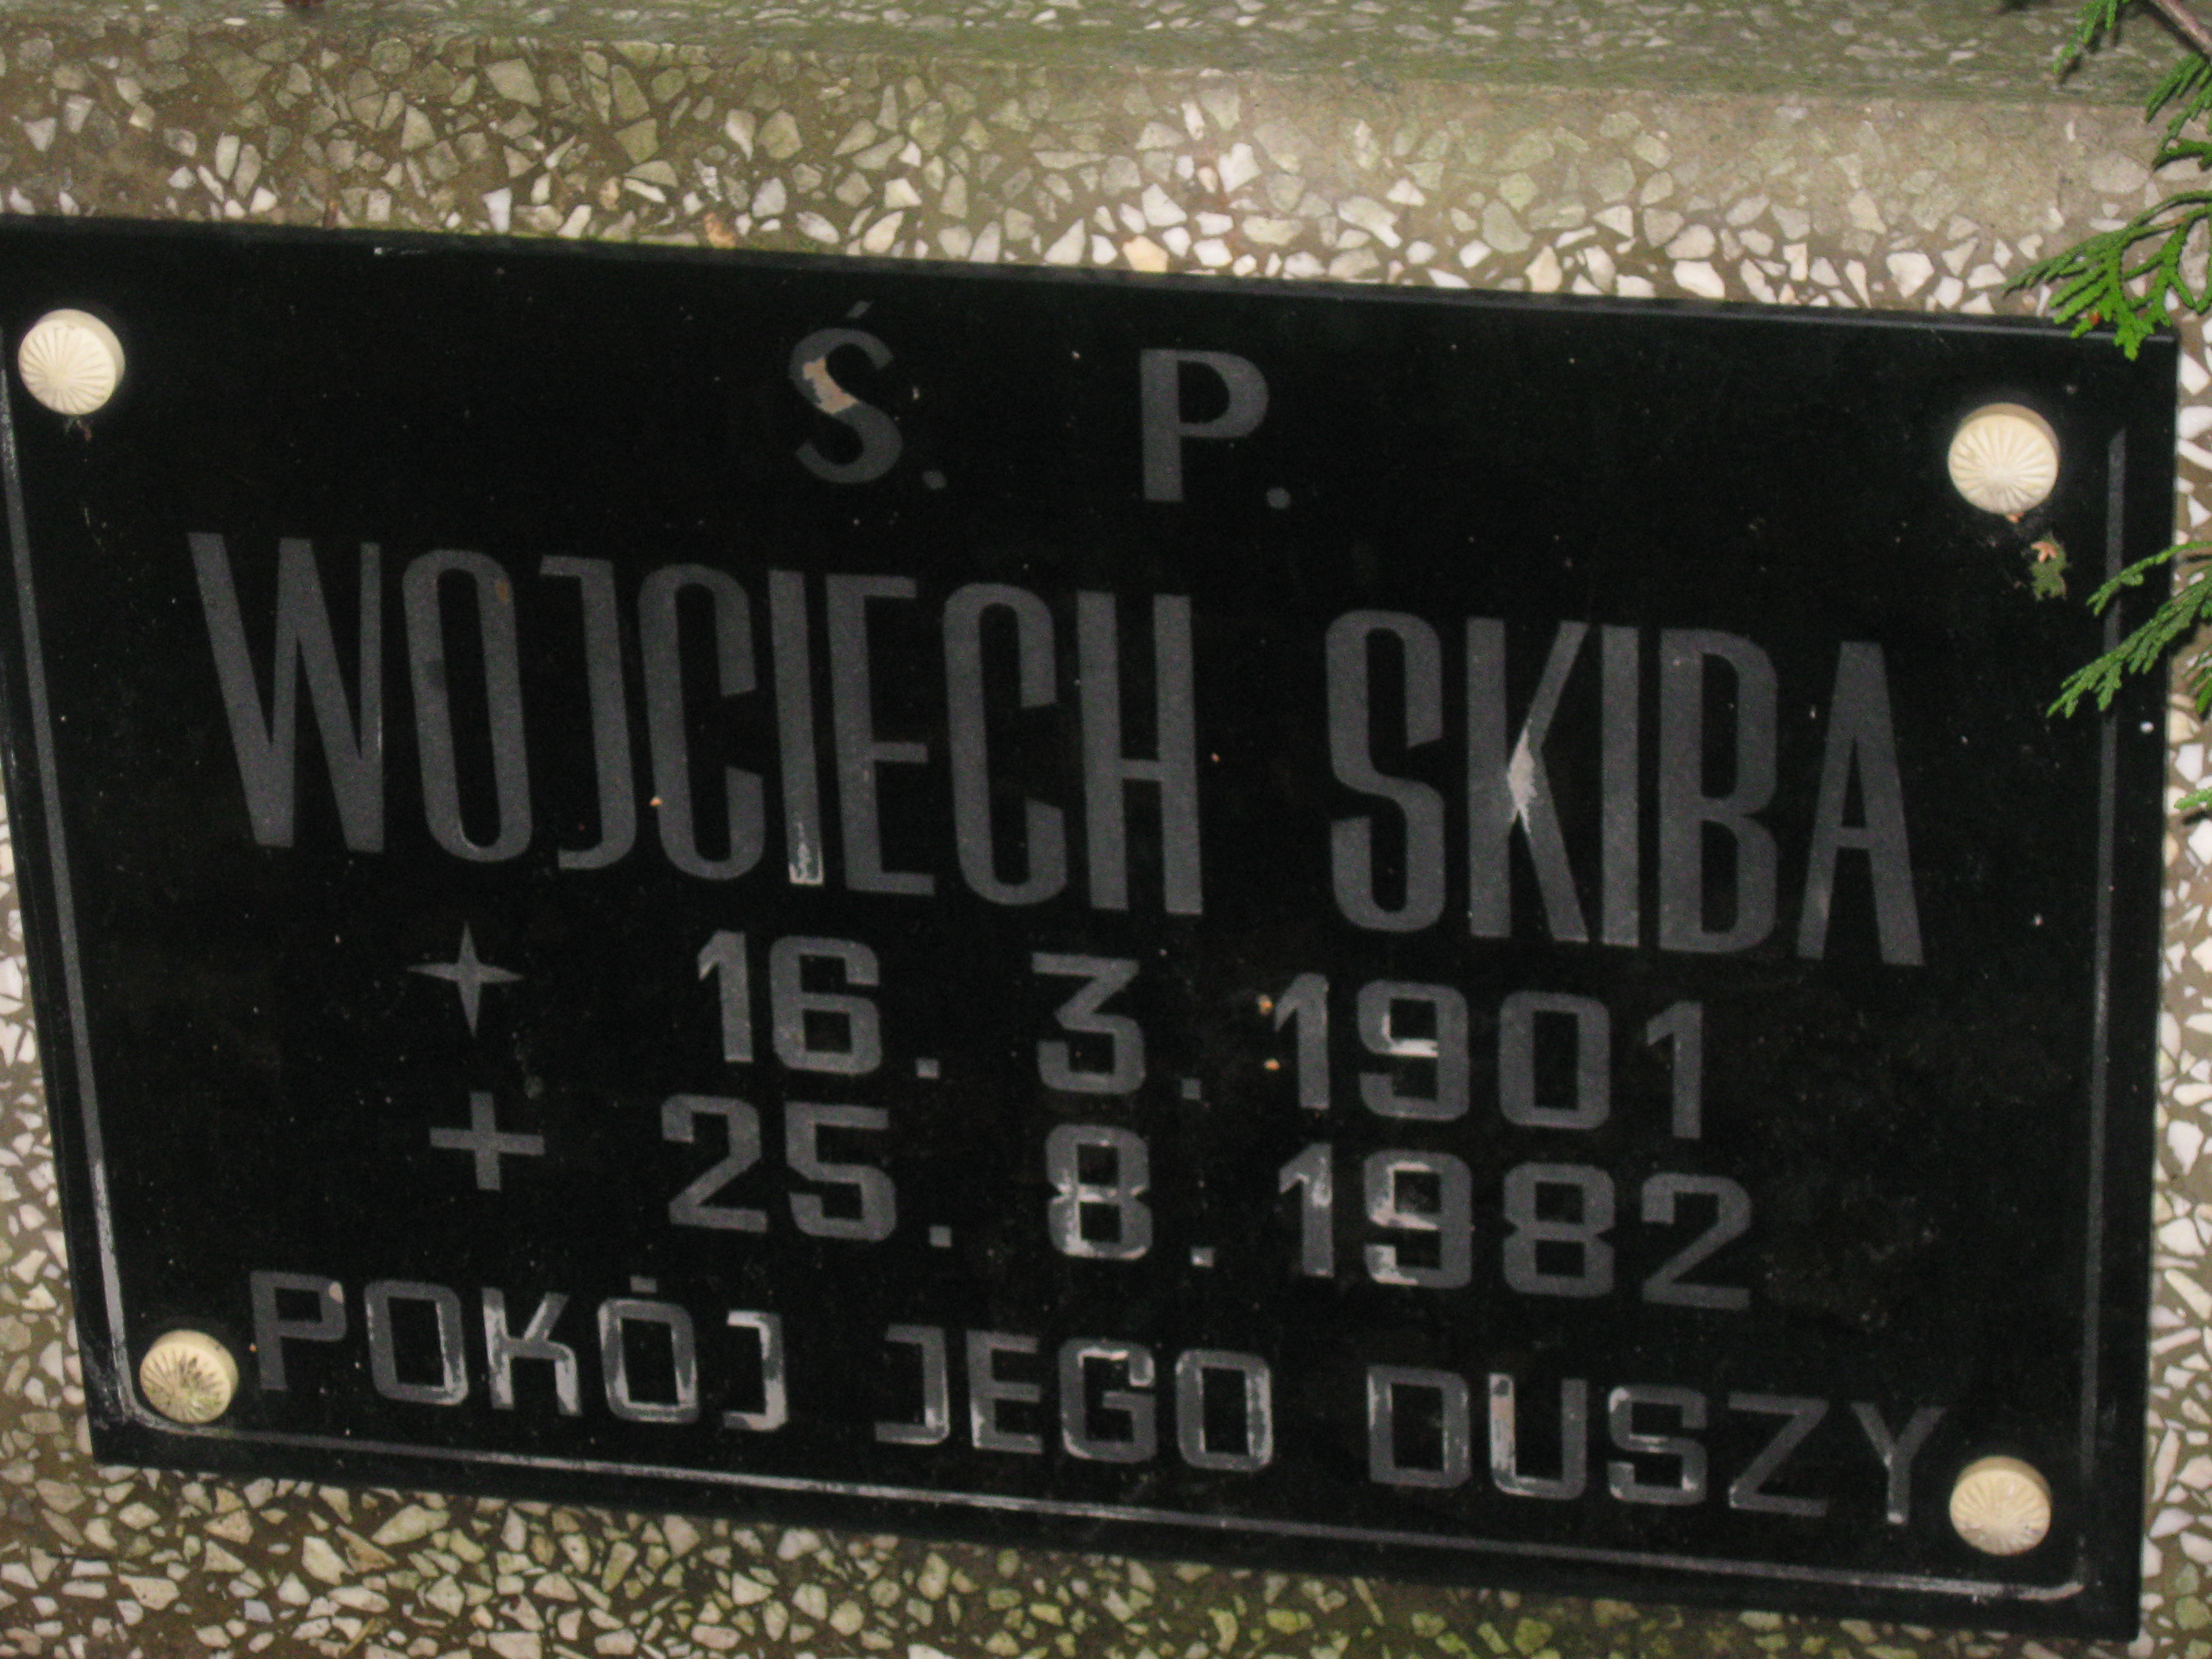 Ś. P.
WOJCIECH SKIBA
16. 3.1901
+ 25. 8.1982
POKÓJ JEGO DUSZY